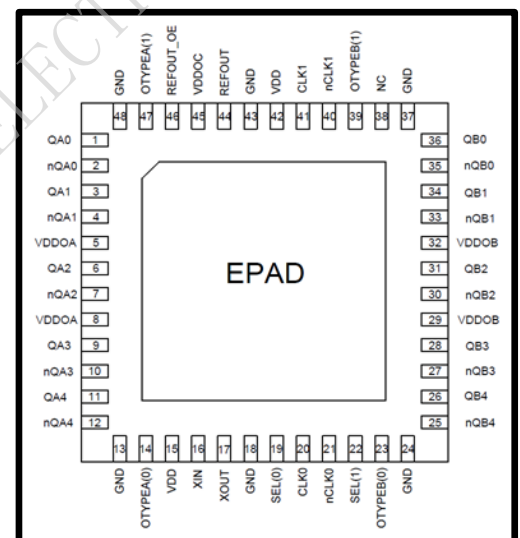 ELECTR
GND
OTYPEA(1)
REFOUT_OE
VDDOC
REFOUT
GND
VDD
CLK1
nCLK1
OTYPEB(1)
NC
GND
48 47 46 45 44 43 42 41 40 39 38 37
QA0 1 36 QB0
nQA0 2 35 nQB0
QA1 3 34 QB1
nQA1 4 33 nQB1
VDDOA 5 32 VDDOB
QA2 6 31 QB2
nQA2 7 30 nQB2
VDDOA 8 29 VDDOB
QA3 9 28 QB3
nQA3 10 27 nQB3
QA4 11 26 QB4
nQA4 12 25 nQB4
EPAD
13 14 15 16 17 18 19 20 21 22 23 24
GND
OTYPEA(0)
VDD
XIN
XOUT
GND
SEL(0)
CLK0
nCLK0
SEL(1)
OTYPEB(0)
GND